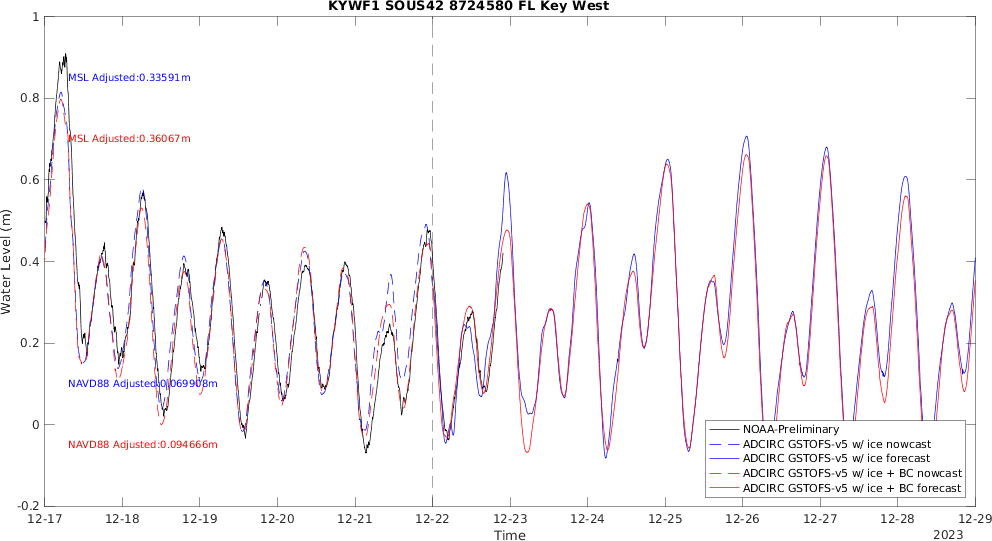 KYWF1 SOUS42 8724580 FL Key West
1
0.8
0.6
0.4
0.2
0
-0.2
Water Level (m)
MSL Adjusted:0.33591m
MSL Adjusted:0.36067m
NAVD88 Adjusted:0.069908m
NAVD88 Adjusted:0.094666m
NOAA-Preliminary
ADCIRC GSTOFS-v5 w/ ice nowcast
ADCIRC GSTOFS-v5 w/ ice forecast
ADCIRC GSTOFS-v5 w/ ice + BC nowcast
ADCIRC GSTOFS-v5 w/ ice + BC forecast
12-17 12-18 12-19 12-20 12-21 12-22 12-23 12-24 12-25 12-26 12-27 12-28 12-29
Time
2023